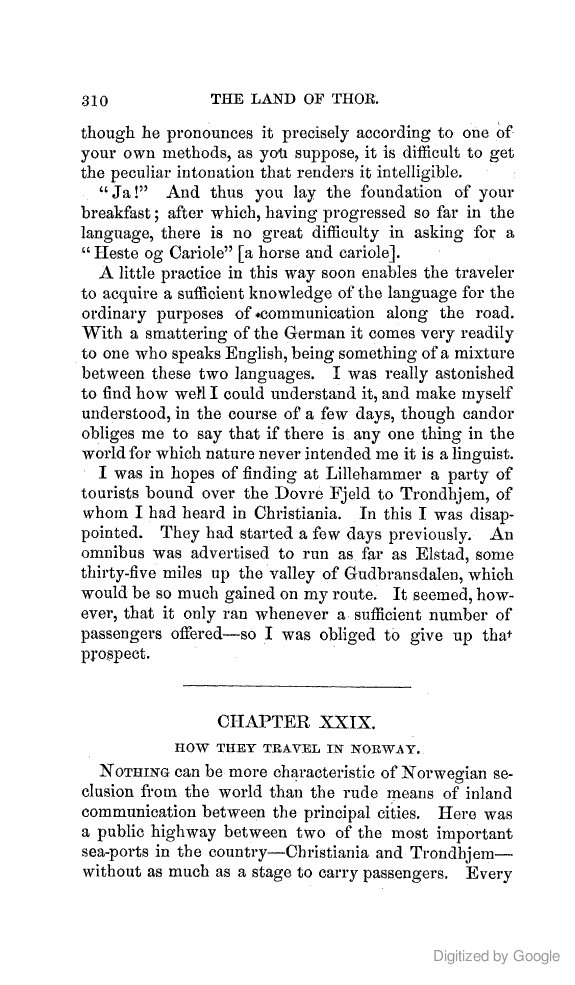 310 THE LAND OF THOR.
though he pronounces it precisely according to one of
your own methods, as you suppose, it is difficult to get
the peculiar intonation that renders it intelligible.
"Ja!" And thus you lay the foundation of your
breakfast; after which, having progressed so far in the
language, there is no great difficulty in asking for a
"Heste og Cariole" [a horse and cariole].
A little practice in this way soon enables the traveler
to acquire a sufficient knowledge of the language for the
ordinary purposes of communication along the road.
With a smattering of the German it comes very readily
to one who speaks English, being something of a mixture
between these two languages. I was really astonished
to find how well I could understand it, and make myself
understood, in the course of a few days, though candor
obliges me to say that if there is any one thing in the
world for which nature never intended me it is a linguist.
I was in hopes of finding at Lillehammer a party of
tourists bound over the Dovre Fjeld to Trondhjem, of
whom I had heard in Christiania. In this I was disap-
pointed. They had started a few days previously. An
omnibus was advertised to run as far as Elstad, some
thirty-five miles up the valley of Gudbransdalen, which
would be so much gained on my route. It seemed, how-
ever, that it only ran whenever a sufficient number of
passengers offered—so I was obliged to give up that
prospect.
CHAPTER XXIX.
HOW THEY TRAVEL IN NORWAY.
NOTHING can be more characteristic of Norwegian se-
clusion from the world than the rude means of inland
communication between the principal cities. Here was
a public highway between two of the most important
sea-ports in the country—Christiania and Trondhjem—
without as much as a stage to carry passengers. Every
Digitized by Google